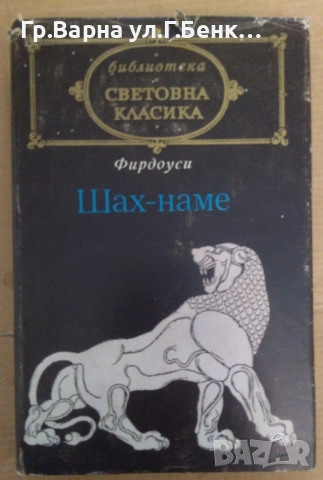 Гр.Варна ул.Г.Бенк...
библиотека
СВЕТОВНА
КЛАСИКА
Фирдоуси
Шах-наме
BAZAR